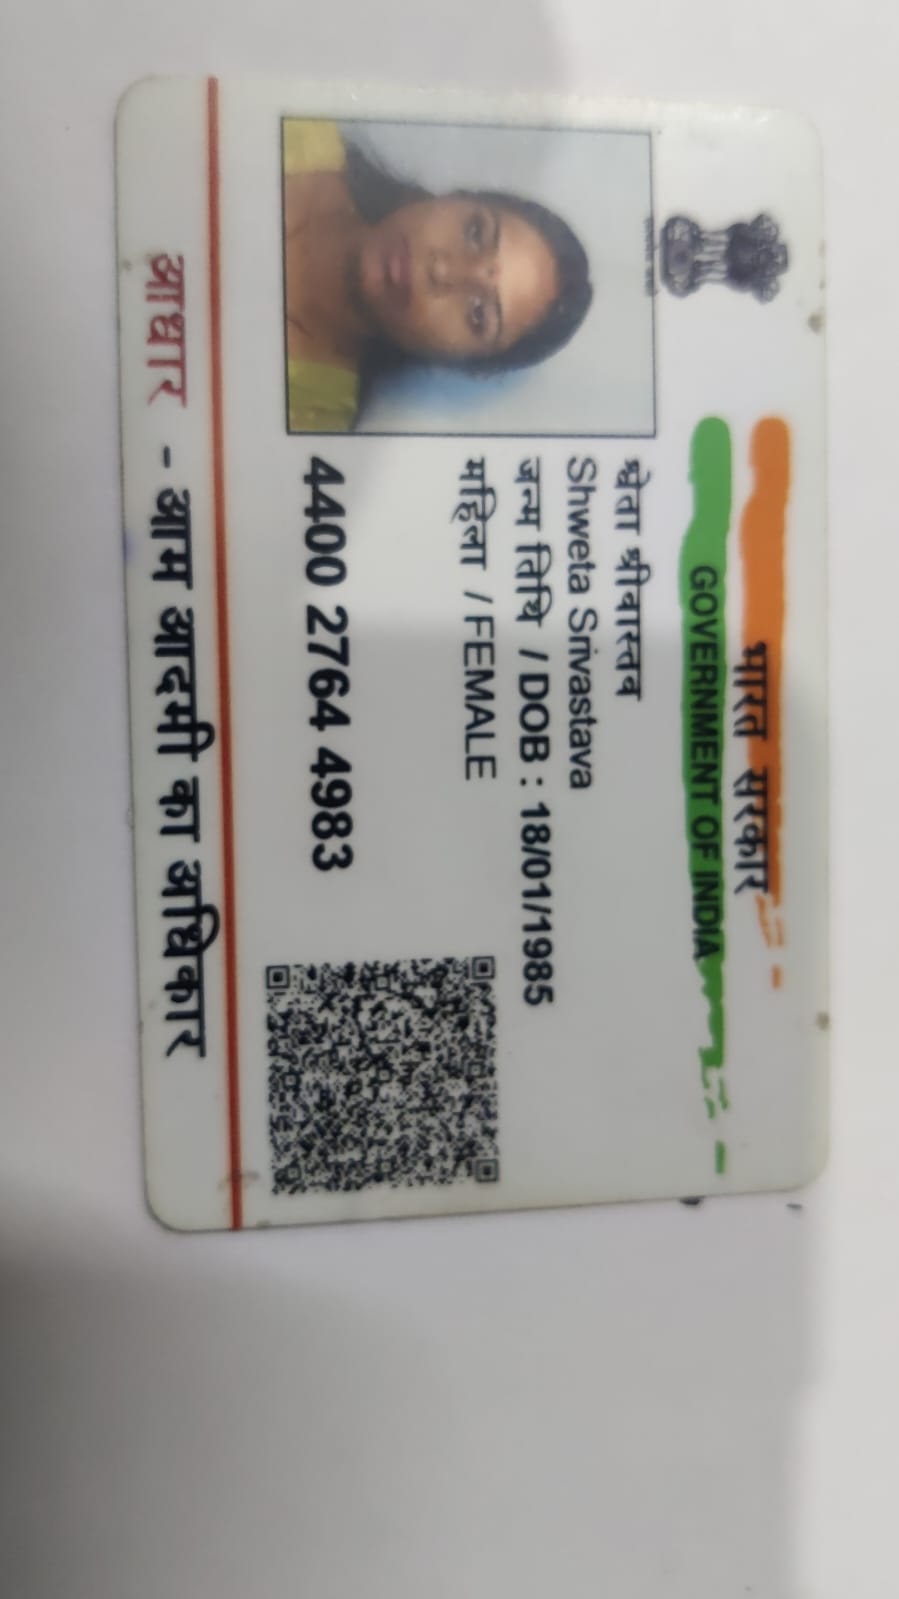 भारत सरकार
GOVERNMENT OF INDIA
श्वेता श्रीवास्तव
Shweta Srivastava
जन्म तिथि / DOB : 18/01/1985
महिला / FEMALE
4400 2764 4983
आधार - आम आदमी का अधिकार